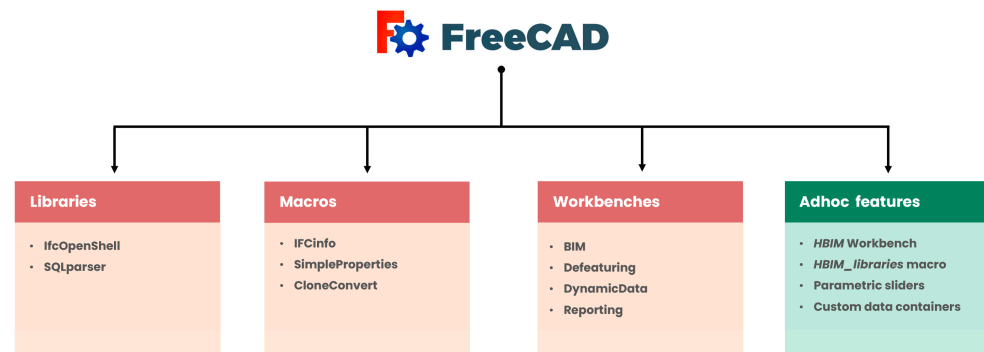 FreeCAD
Libraries
• IfcOpenShell
• SQLparser
Macros
• IFCinfo
• SimpleProperties
• CloneConvert
Workbenches
• BIM
• Defeaturing
• DynamicData
• Reporting
Adhoc features
• HBIM Workbench
• HBIM_libraries macro
• Parametric sliders
• Custom data containers